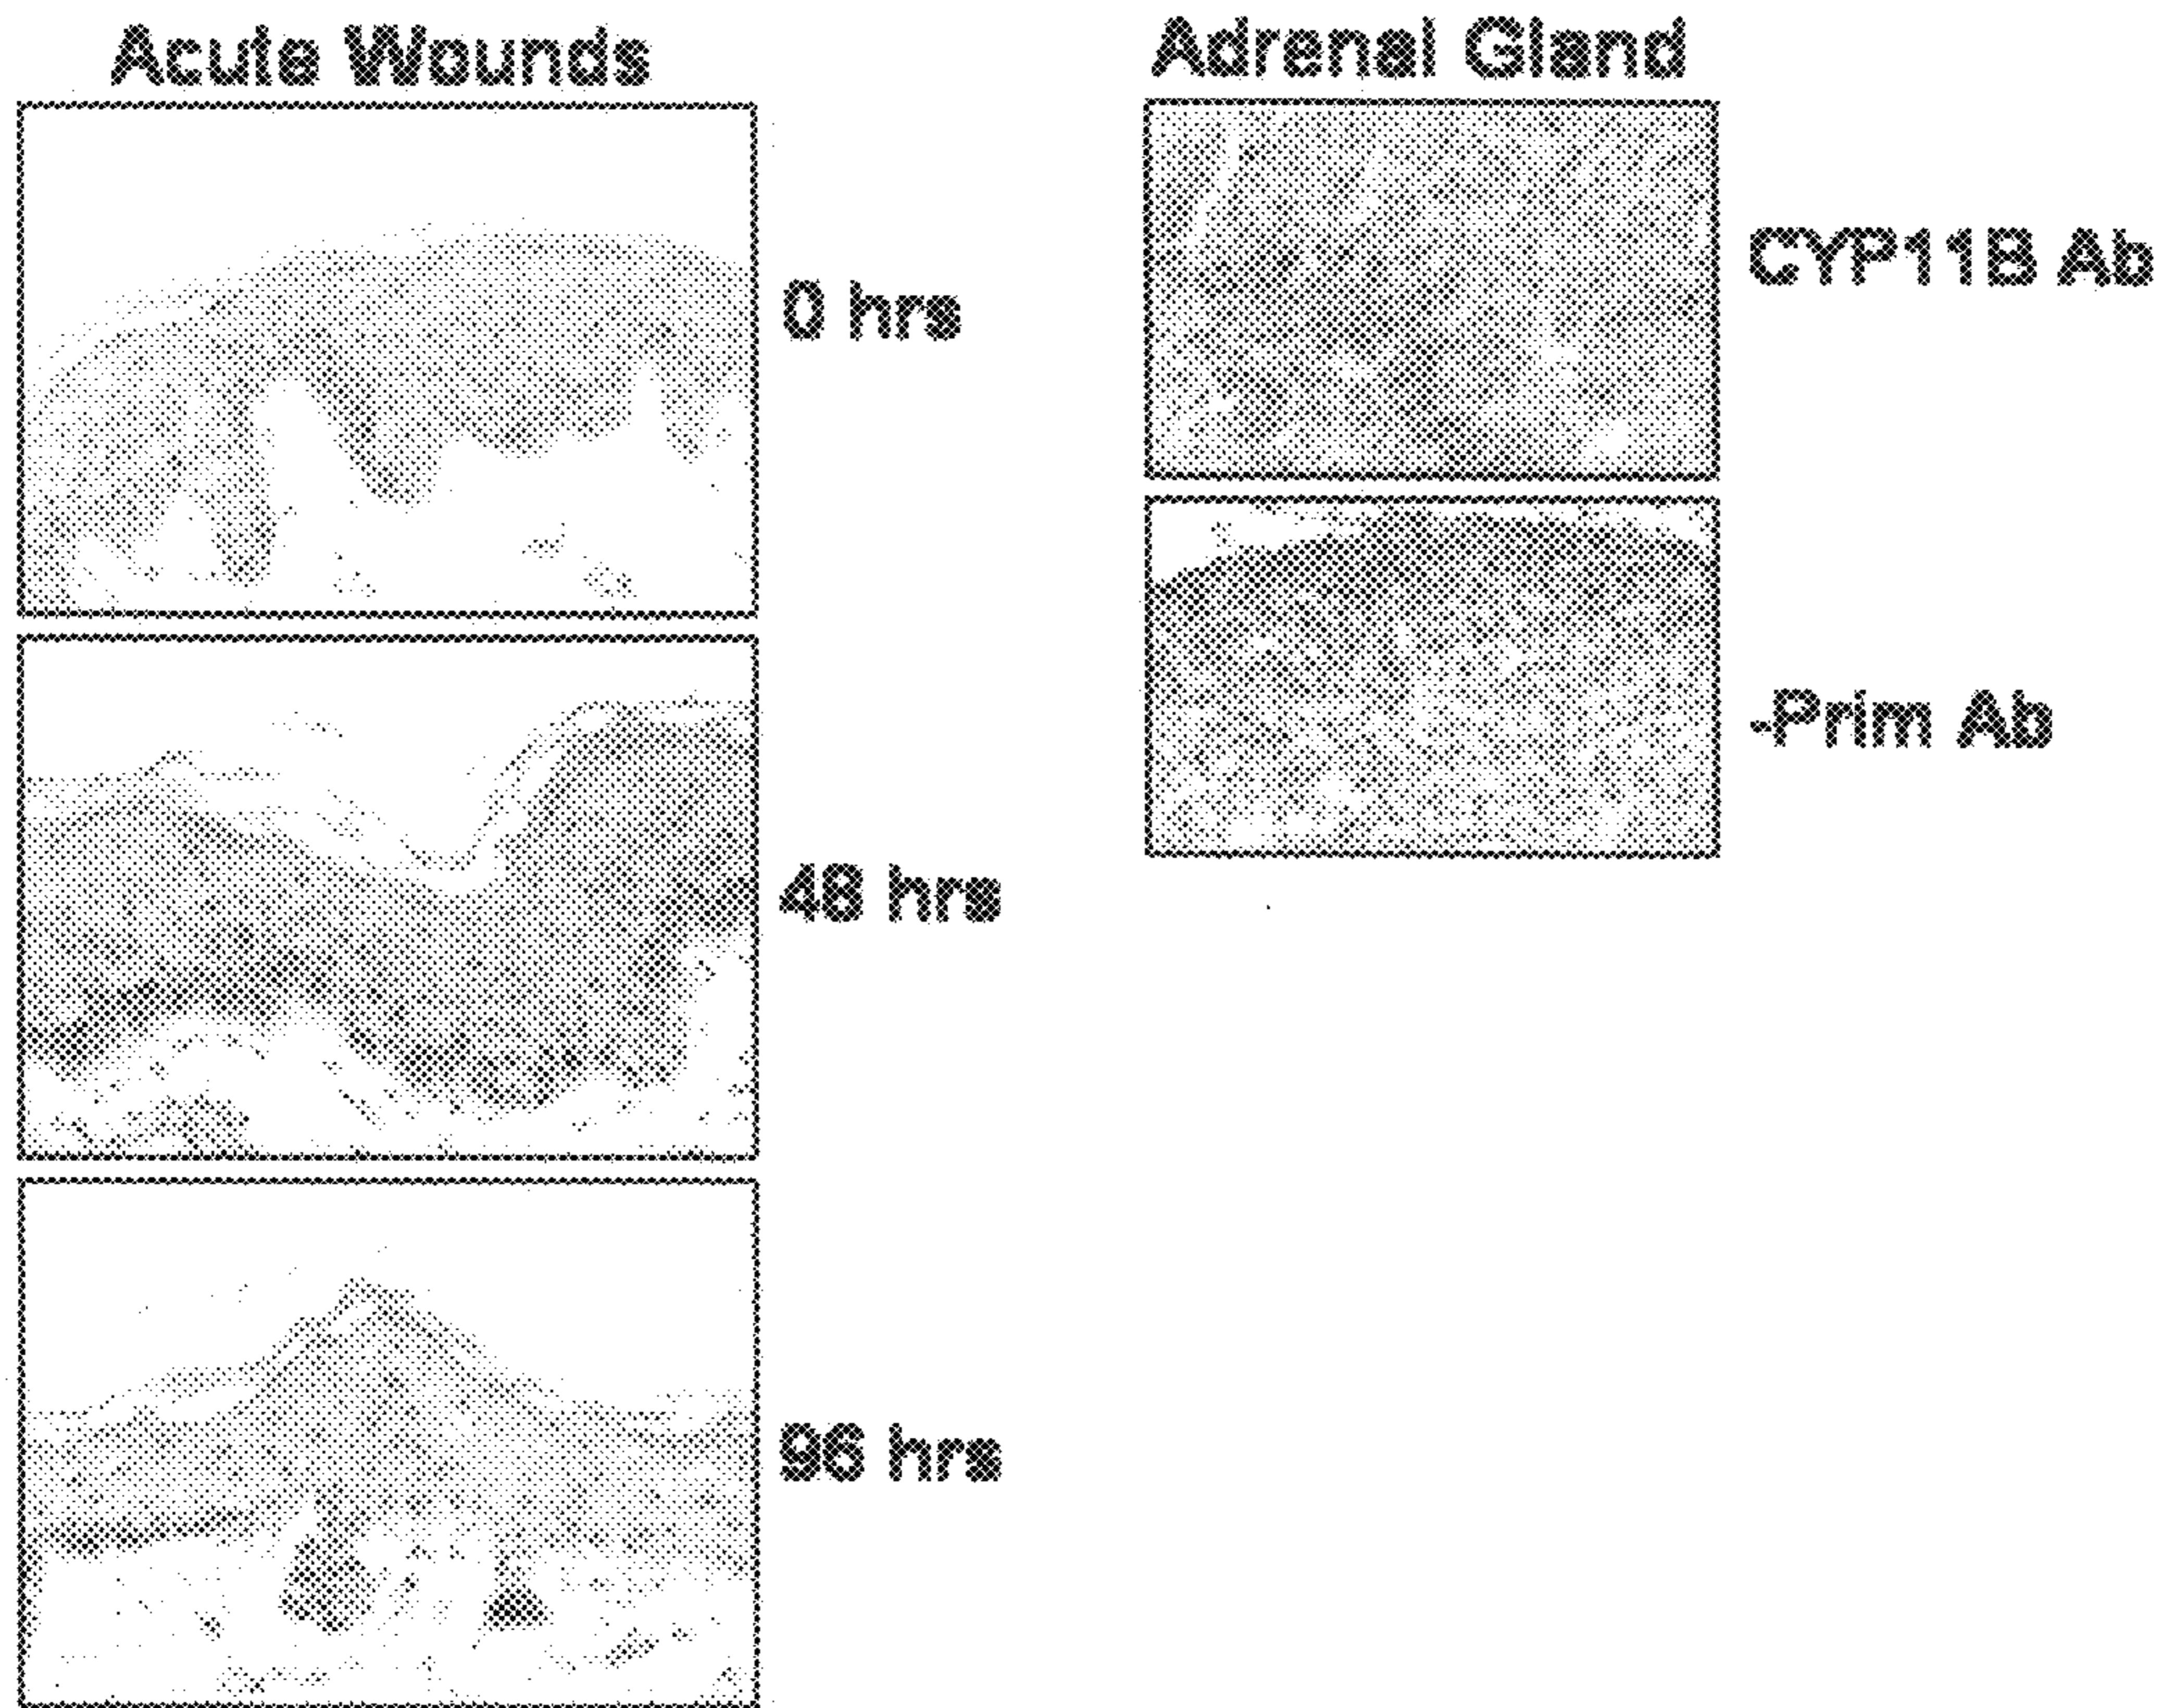 Acute Wounds
0 hrs
48 hrs
96 hrs
Adrenal Gland
CYP11B Ab
-Prim Ab